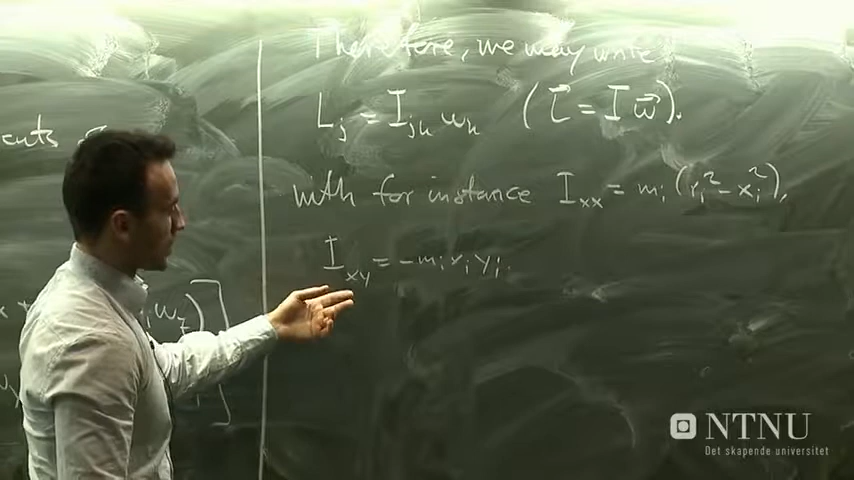 Therefore, we may write
L_j = I_jk ω_k (L⃗ = I ω⃗).
with for instance I_xx = m_i (r_i² - x_i²),
I_xy = - m_i x_i y_i.
ω_z)
NTNU
Det skapende universitet